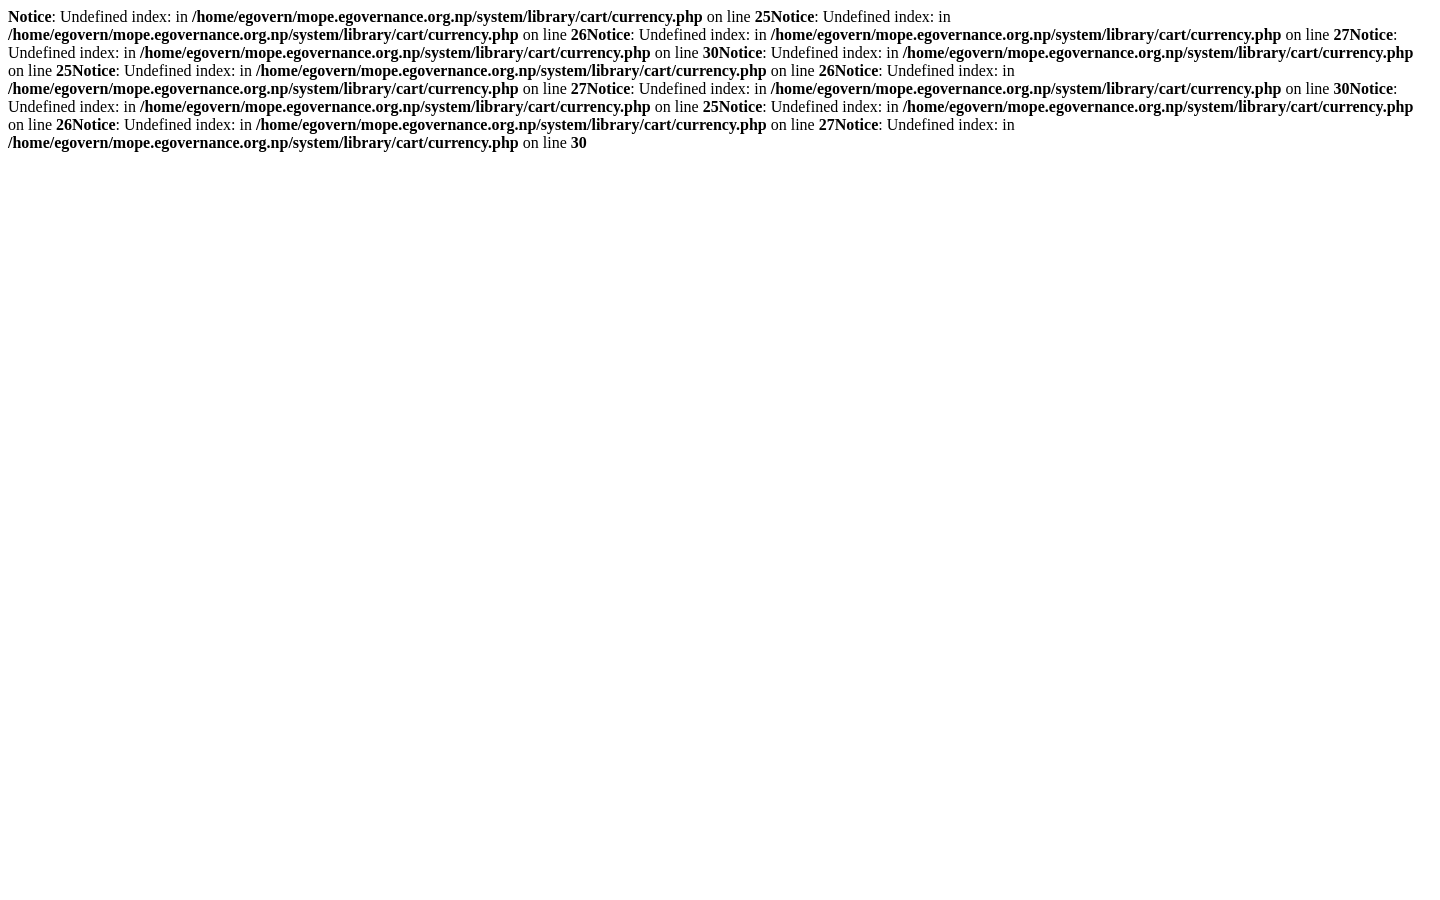 Notice: Undefined index: in /home/egovern/mope.egovernance.org.np/system/library/cart/currency.php on line 25Notice: Undefined index: in
/home/egovern/mope.egovernance.org.np/system/library/cart/currency.php on line 26Notice: Undefined index: in /home/egovern/mope.egovernance.org.np/system/library/cart/currency.php on line 27Notice:
Undefined index: in /home/egovern/mope.egovernance.org.np/system/library/cart/currency.php on line 30Notice: Undefined index: in /home/egovern/mope.egovernance.org.np/system/library/cart/currency.php
on line 25Notice: Undefined index: in /home/egovern/mope.egovernance.org.np/system/library/cart/currency.php on line 26Notice: Undefined index: in
/home/egovern/mope.egovernance.org.np/system/library/cart/currency.php on line 27Notice: Undefined index: in /home/egovern/mope.egovernance.org.np/system/library/cart/currency.php on line 30Notice:
Undefined index: in /home/egovern/mope.egovernance.org.np/system/library/cart/currency.php on line 25Notice: Undefined index: in /home/egovern/mope.egovernance.org.np/system/library/cart/currency.php
on line 26Notice: Undefined index: in /home/egovern/mope.egovernance.org.np/system/library/cart/currency.php on line 27Notice: Undefined index: in
/home/egovern/mope.egovernance.org.np/system/library/cart/currency.php on line 30